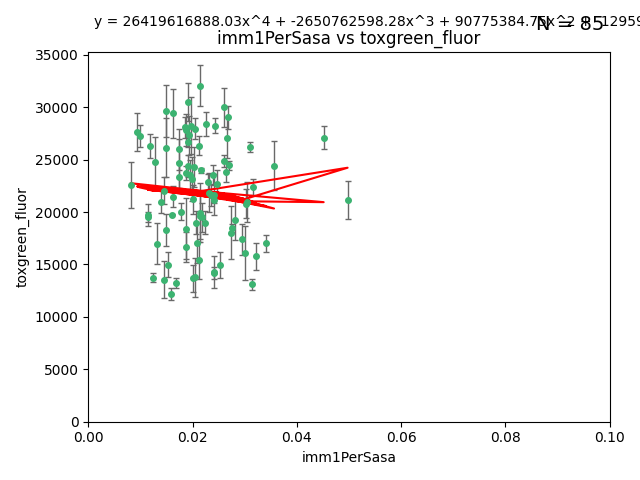 y = 26419616888.03x^4 + -2650762598.28x^3 + 90775384.75x^2 +
N = 85
imm1PerSasa vs toxgreen_fluor
35000
30000
25000
20000
15000
10000
5000
0
toxgreen_fluor
0.00 0.02 0.04 0.06 0.08 0.10
imm1PerSasa